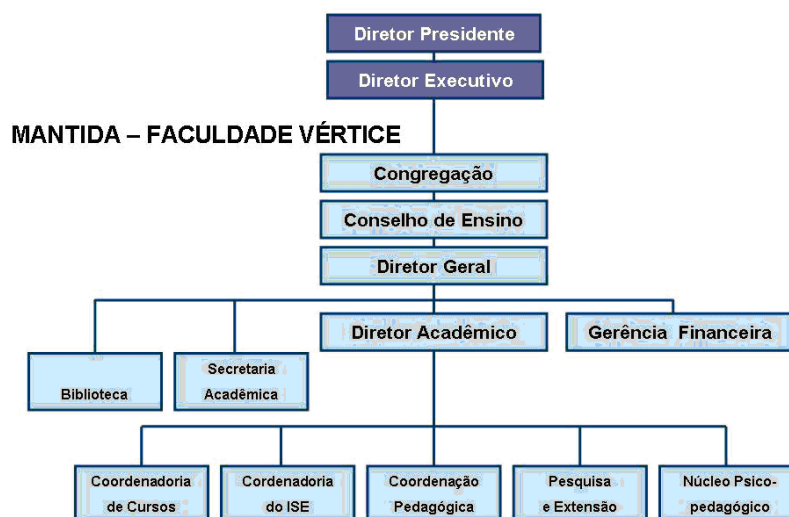 Diretor Presidente
Diretor Executivo
MANTIDA – FACULDADE VÉRTICE
Congregação
Conselho de Ensino
Diretor Geral
Diretor Acadêmico
Gerência Financeira
Biblioteca
Secretaria
Acadêmica
Coordenadoria
de Cursos
Cordenadoria
do ISE
Coordenação
Pedagógica
Pesquisa
e Extensão
Núcleo Psico-
pedagógico